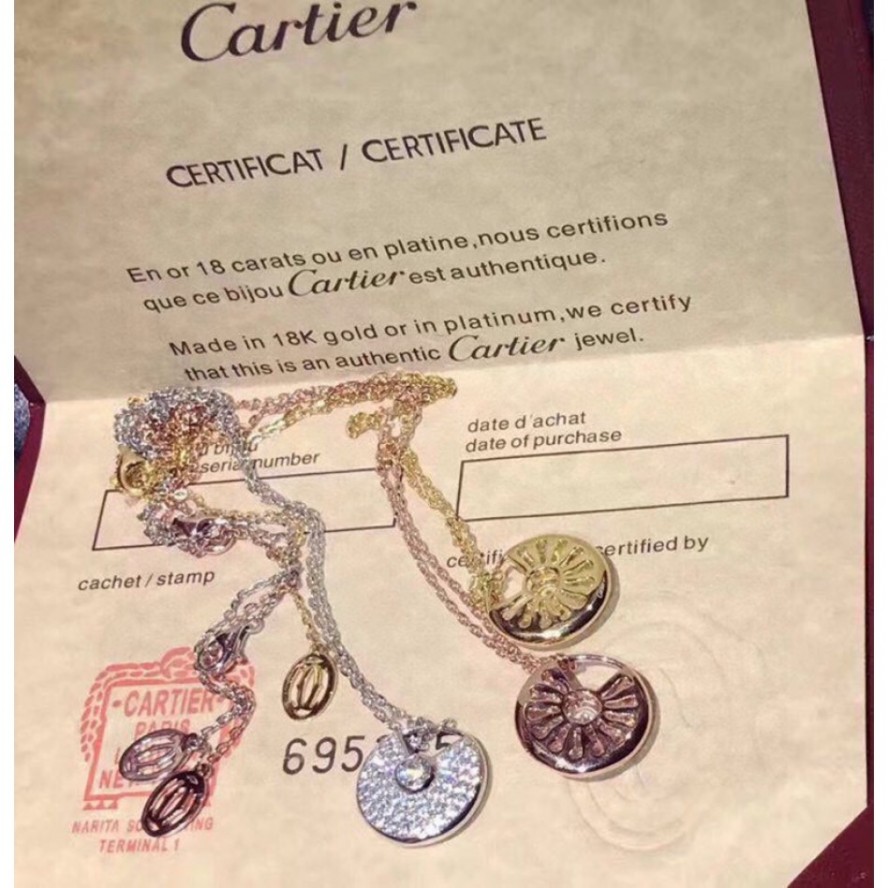 Cartier
CERTIFICAT / CERTIFICATE
En or 18 carats ou en platine,nous certifions
que ce bijou Cartier est authentique.
Made in 18K gold or in platinum,we certify
that this is an authentic Cartier jewel.
date d'achat
date of purchase
bijou
serial number
certified by
cachet / stamp
·CARTIER·
PARIS
NE
NARITA
TERMINAL 1
695